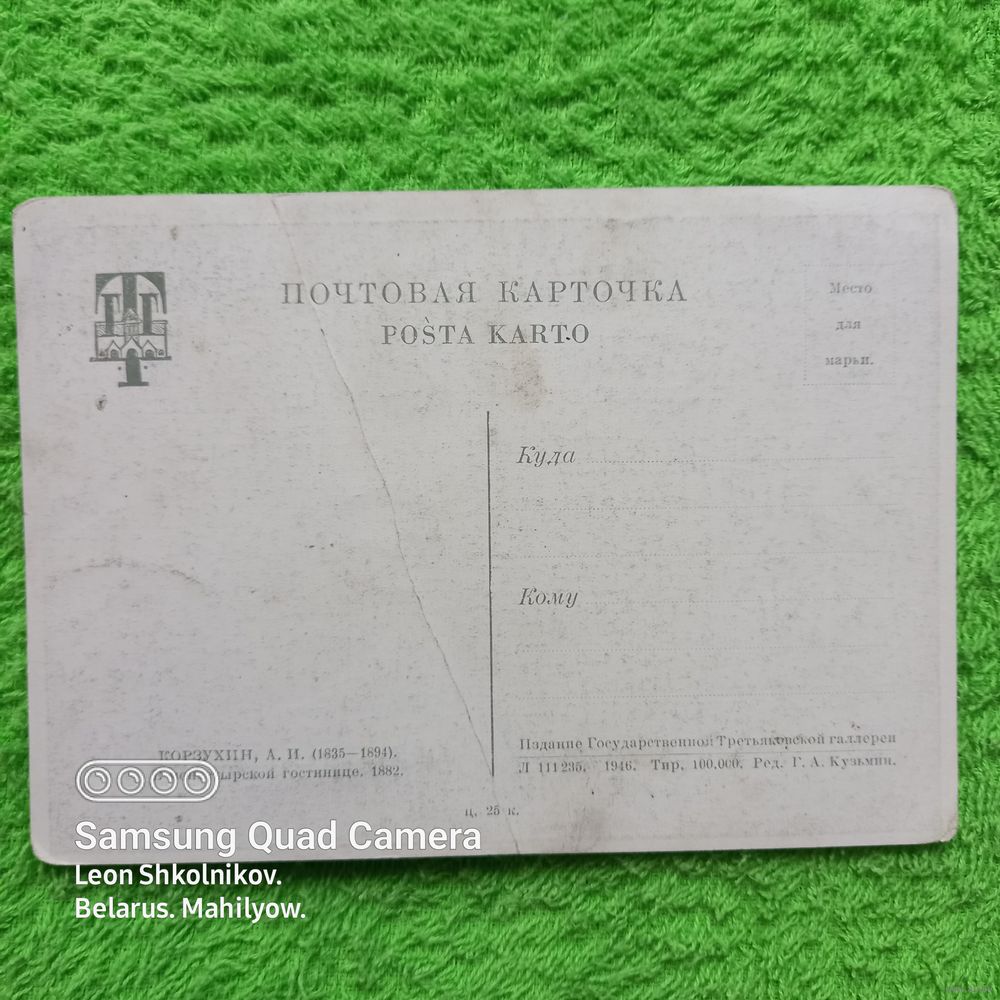 ПОЧТОВАЯ КАРТОЧКА
POŜTA KARTO
Место
для
марки.
Куда
Кому
КОРЗУХИН, А. И. (1835—1894).
гостинице. 1882.
Издание Государственной Третьяковской галлереи
Л 111235. 1946. Тир. 100.000. Ред. Г. А. Кузьмин.
ц. 25 к.
Samsung Quad Camera
Leon Shkolnikov.
Belarus. Mahilyow.